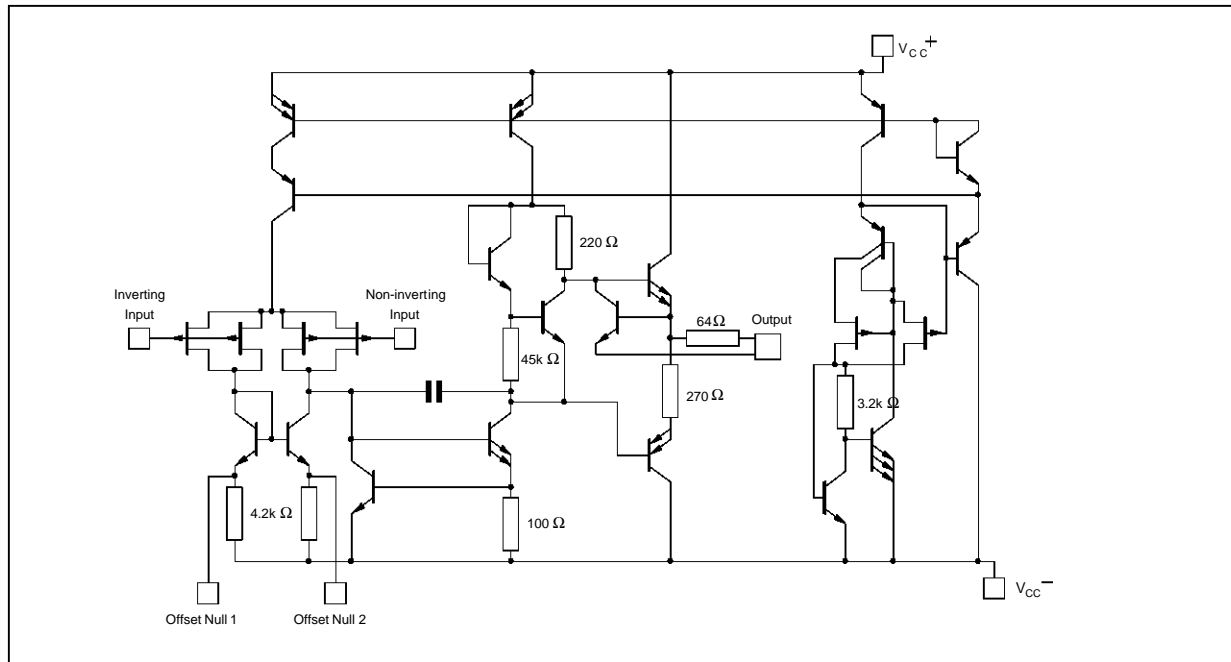 V CC+
220 Ω
Inverting
Input
Non-inverting
Input
64Ω
Output
45k Ω
270 Ω
3.2k Ω
4.2k Ω
100 Ω
Offset Null 1
Offset Null 2
VCC−